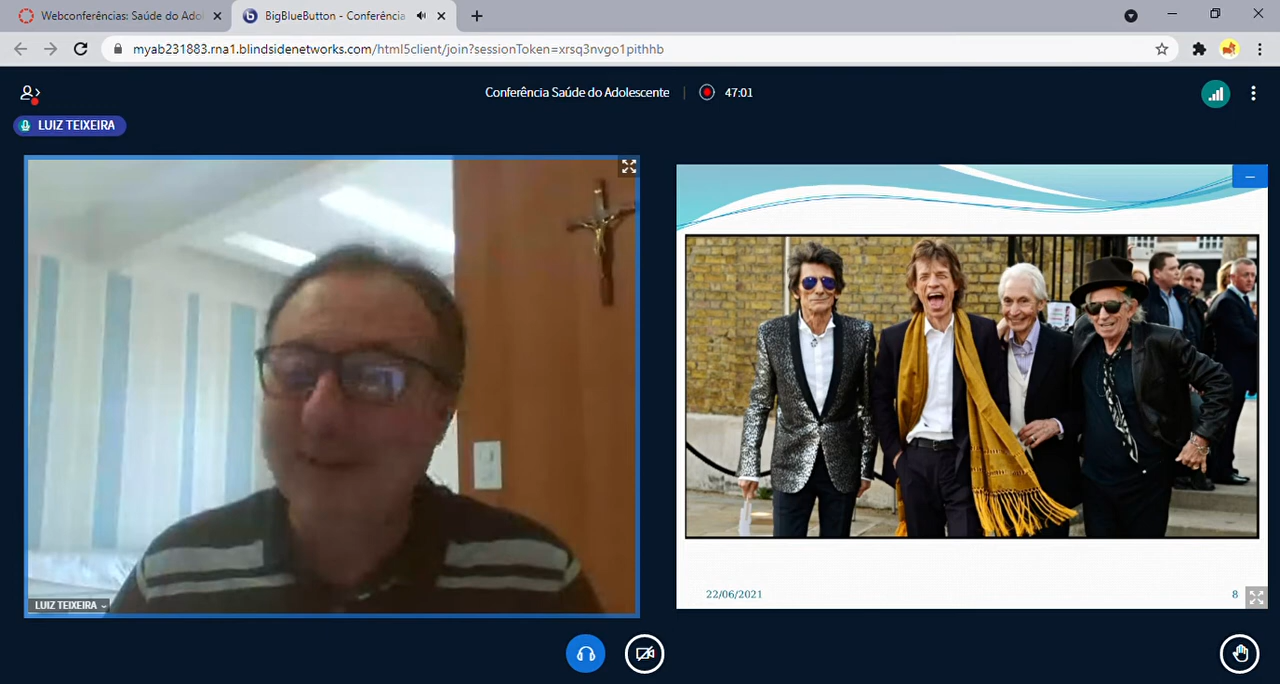 Webconferências: Saúde do Ado
BigBlueButton - Conferência
myab231883.rna1.blindsidenetworks.com/html5client/join?sessionToken=xrsq3nvgo1pithhb
Conferência Saúde do Adolescente
47:01
LUIZ TEIXEIRA
LUIZ TEIXEIRA
22/06/2021
8